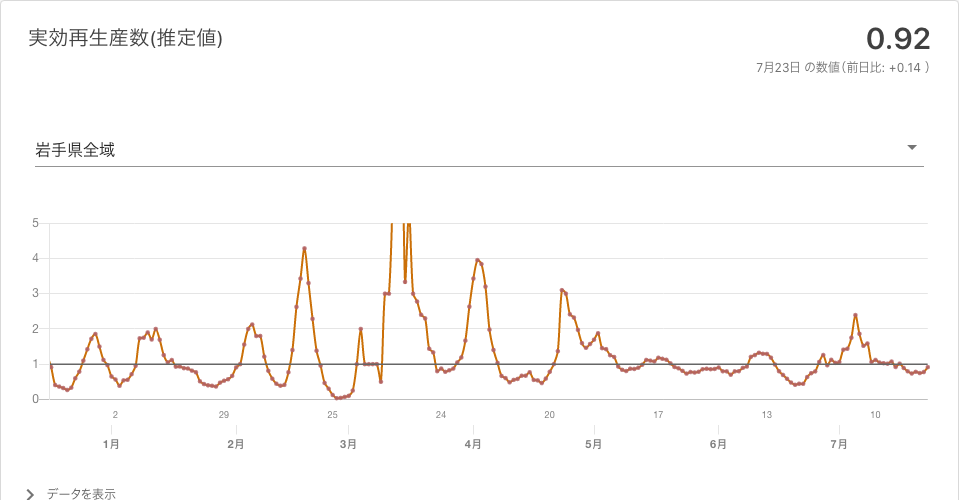 実効再生産数(推定値)
0.92
7月23日 の数値(前日比: +0.14 )
岩手県全域
5
4
3
2
1
0
2 29 25 24 20 17 13 10
1月 2月 3月 4月 5月 6月 7月
データを表示